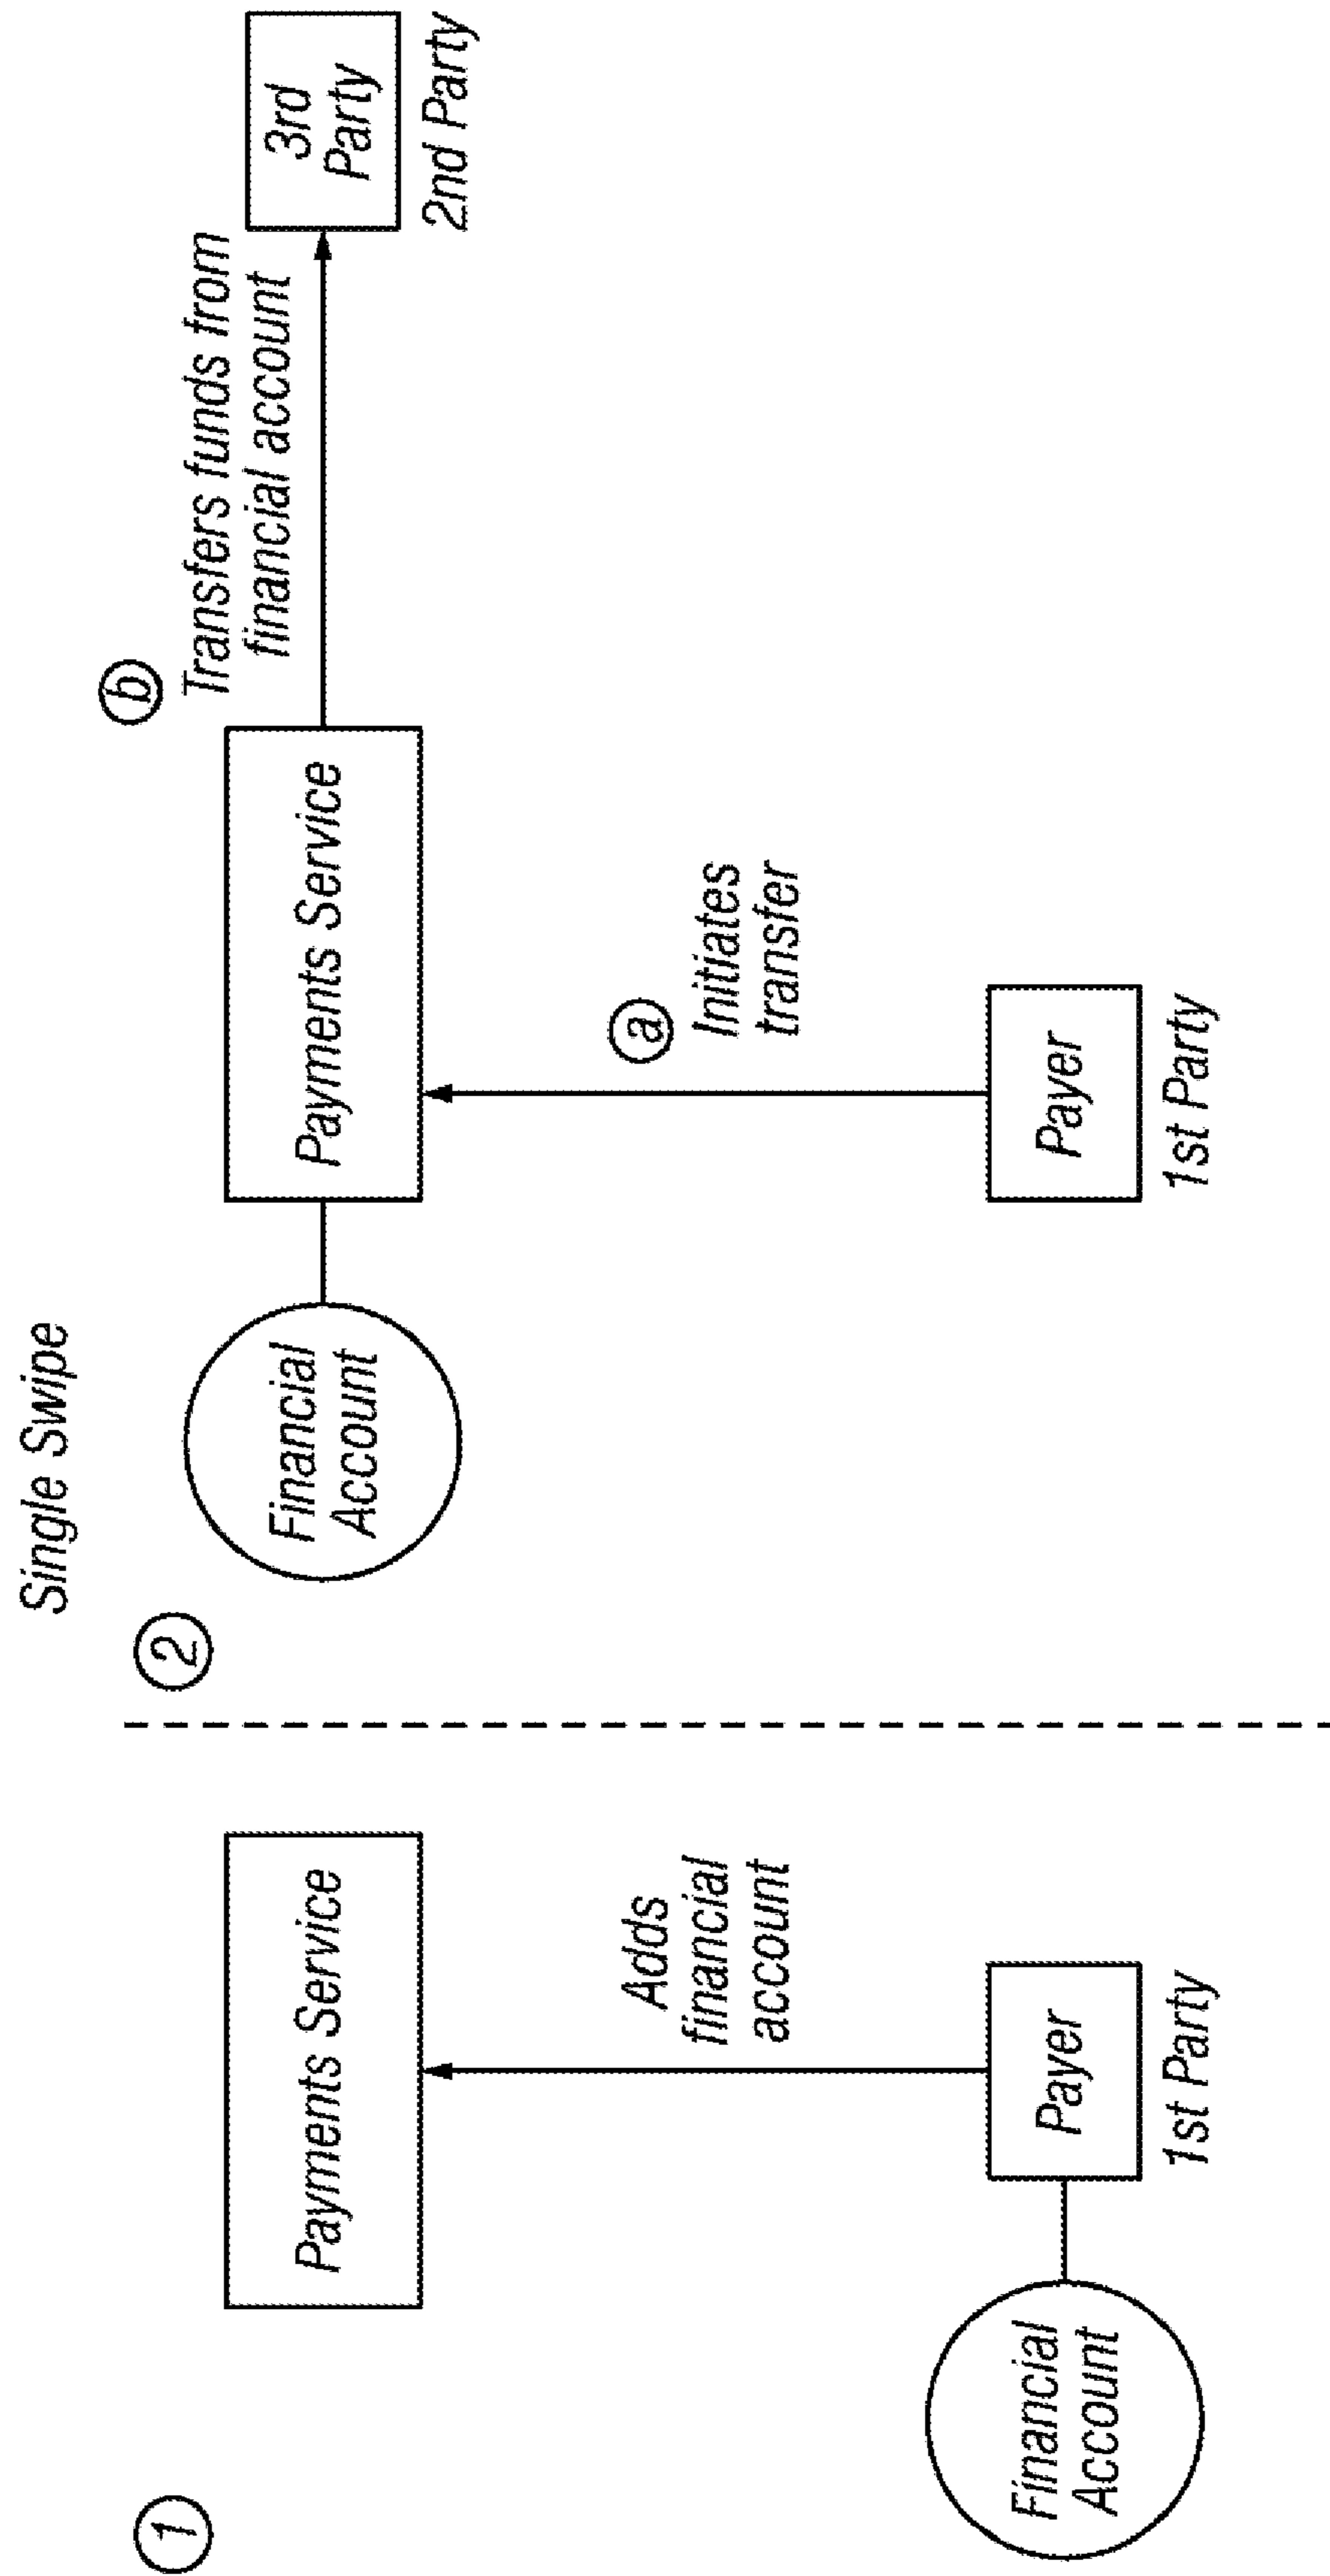 Single Swipe
1
Payments Service
Adds
financial
account
Financial
Account
Payer
1st Party
2
Financial
Account
Payments Service
b
Transfers funds from
financial account
3rd
Party
2nd Party
a
Initiates
transfer
Payer
1st Party